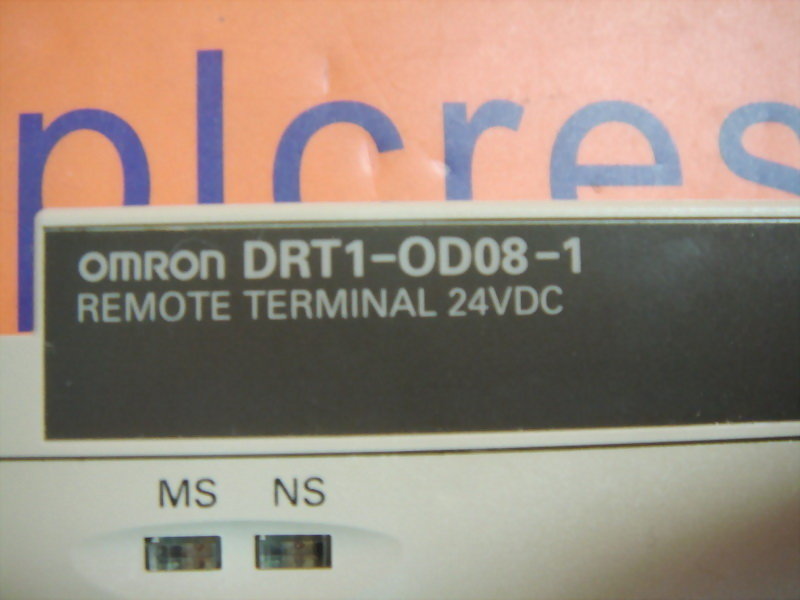 plcres
omron DRT1-OD08-1
REMOTE TERMINAL 24VDC
MS NS